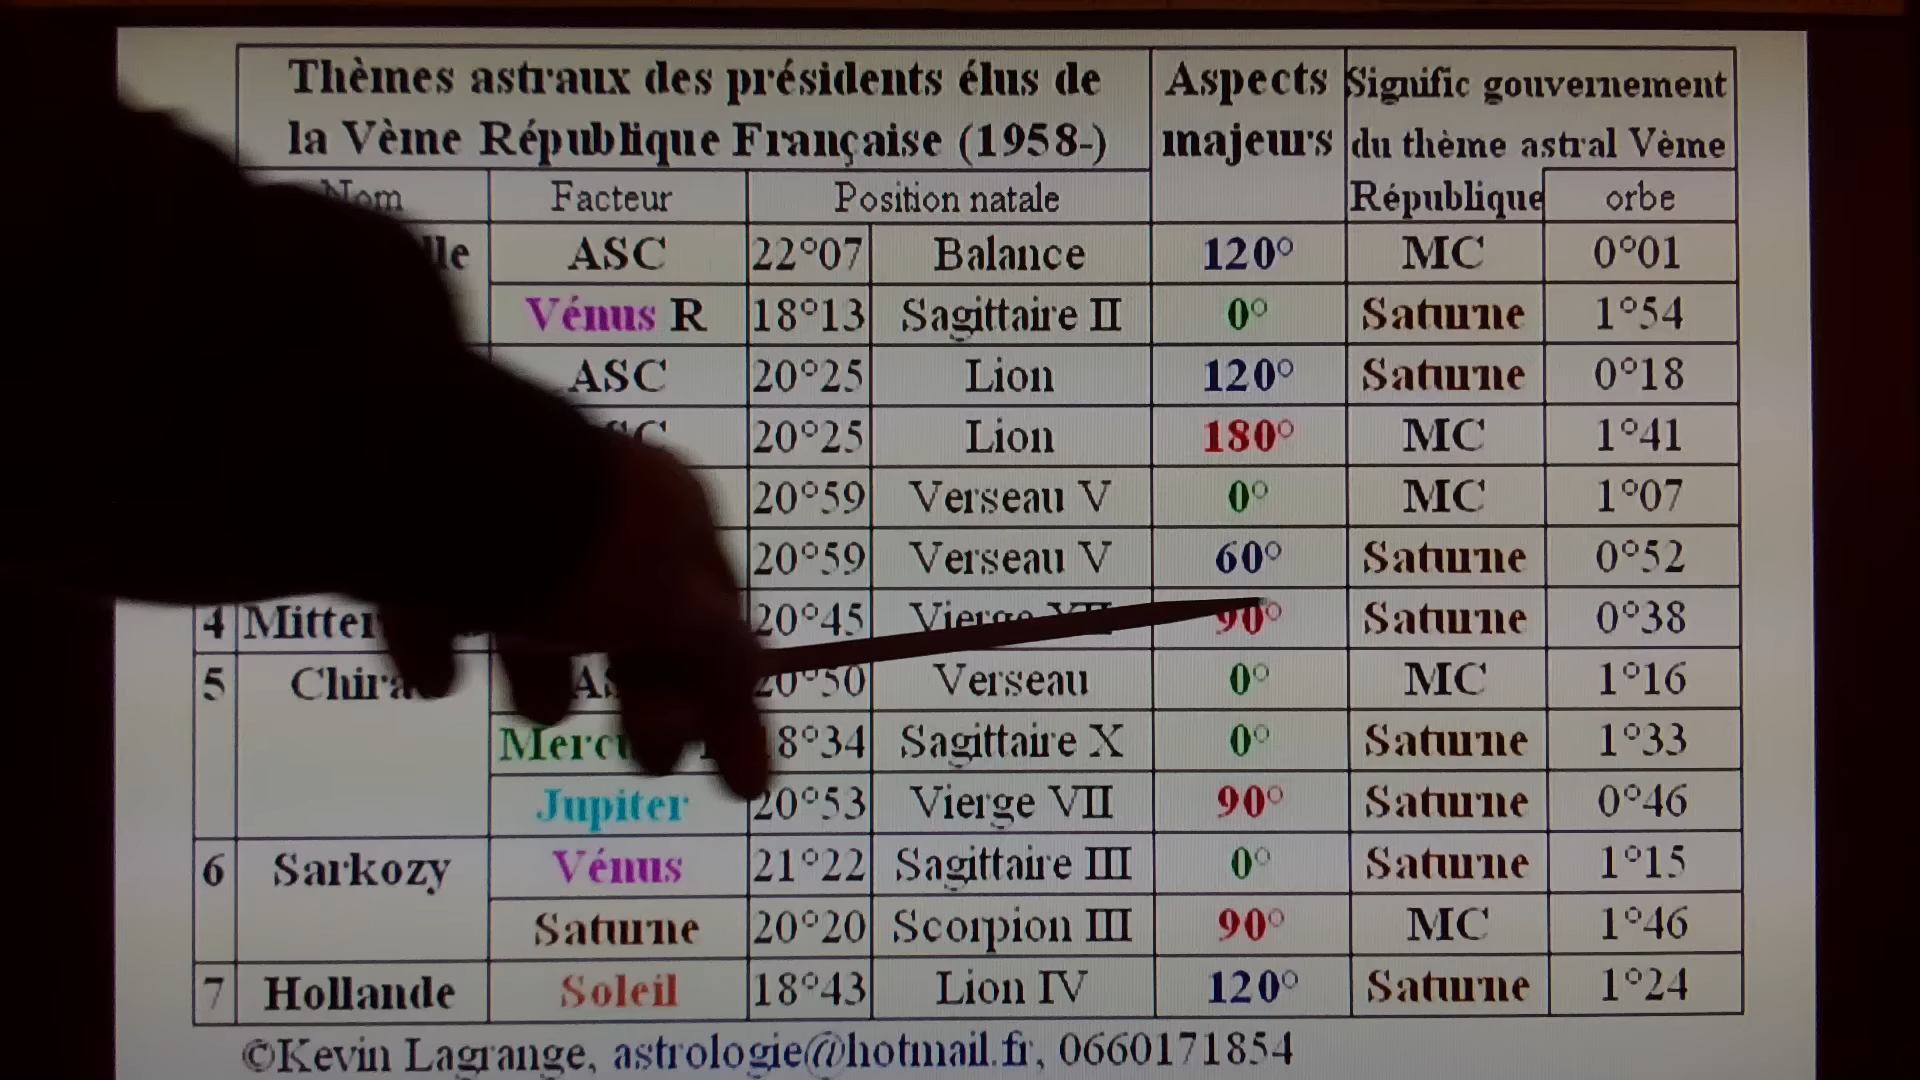 Thèmes astraux des présidents élus de la Vème République Française (1958-)
Aspects majeurs
Signific gouvernement du thème astral Vème République
Nom Facteur Position natale orbe
ASC 22°07 Balance 120° MC 0°01
Vénus R 18°13 Sagittaire II 0° Saturne 1°54
ASC 20°25 Lion 120° Saturne 0°18
20°25 Lion 180° MC 1°41
20°59 Verseau V 0° MC 1°07
20°59 Verseau V 60° Saturne 0°52
4 20°45 90° Saturne 0°38
5 20°50 Verseau 0° MC 1°16
18°34 Sagittaire X 0° Saturne 1°33
Jupiter 20°53 Vierge VII 90° Saturne 0°46
6 Sarkozy Vénus 21°22 Sagittaire III 0° Saturne 1°15
Saturne 20°20 Scorpion III 90° MC 1°46
7 Hollande Soleil 18°43 Lion IV 120° Saturne 1°24
©Kevin Lagrange, astrologie@hotmail.fr, 0660171854